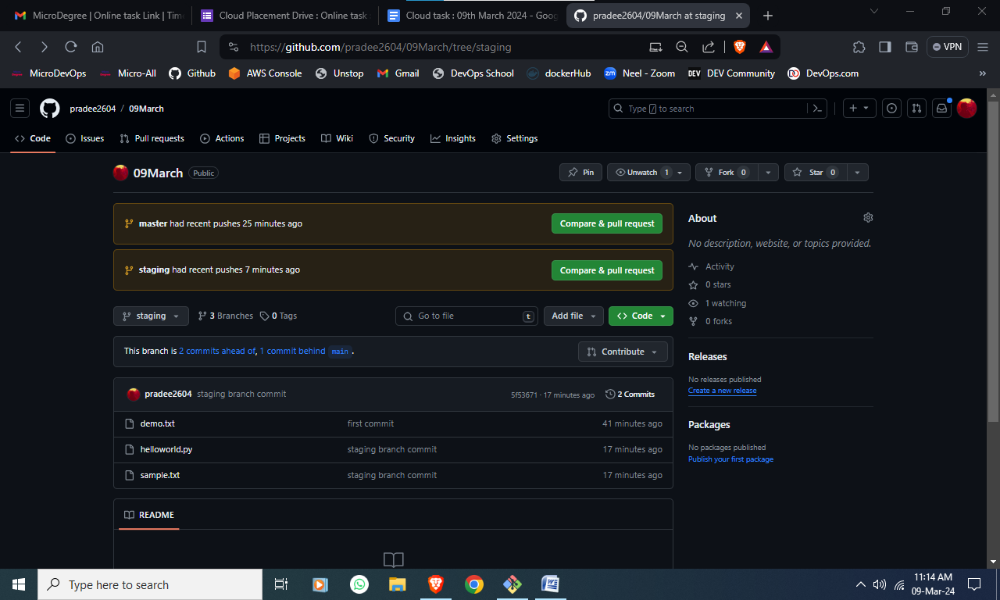 MicroDegree | Online task Link | Time
Cloud Placement Drive : Online task
Cloud task : 09th March 2024 - Goog
pradee2604/09March at staging
https://github.com/pradee2604/09March/tree/staging
VPN
MicroDevOps
Micro-All
Github
AWS Console
Unstop
Gmail
DevOps School
dockerHub
zm Neel - Zoom
DEV DEV Community
DevOps.com
pradee2604 / 09March
Type / to search
Code
Issues
Pull requests
Actions
Projects
Wiki
Security
Insights
Settings
09March Public
Pin
Unwatch 1
Fork 0
Star 0
master had recent pushes 25 minutes ago
Compare & pull request
staging had recent pushes 7 minutes ago
Compare & pull request
staging
3 Branches
0 Tags
Go to file t
Add file
Code
This branch is 2 commits ahead of, 1 commit behind main.
Contribute
pradee2604 staging branch commit
5f53671 · 17 minutes ago
2 Commits
demo.txt first commit 41 minutes ago
helloworld.py staging branch commit 17 minutes ago
sample.txt staging branch commit 17 minutes ago
README
About
No description, website, or topics provided.
Activity
0 stars
1 watching
0 forks
Releases
No releases published
Create a new release
Packages
No packages published
Publish your first package
Type here to search
11:14 AM
09-Mar-24